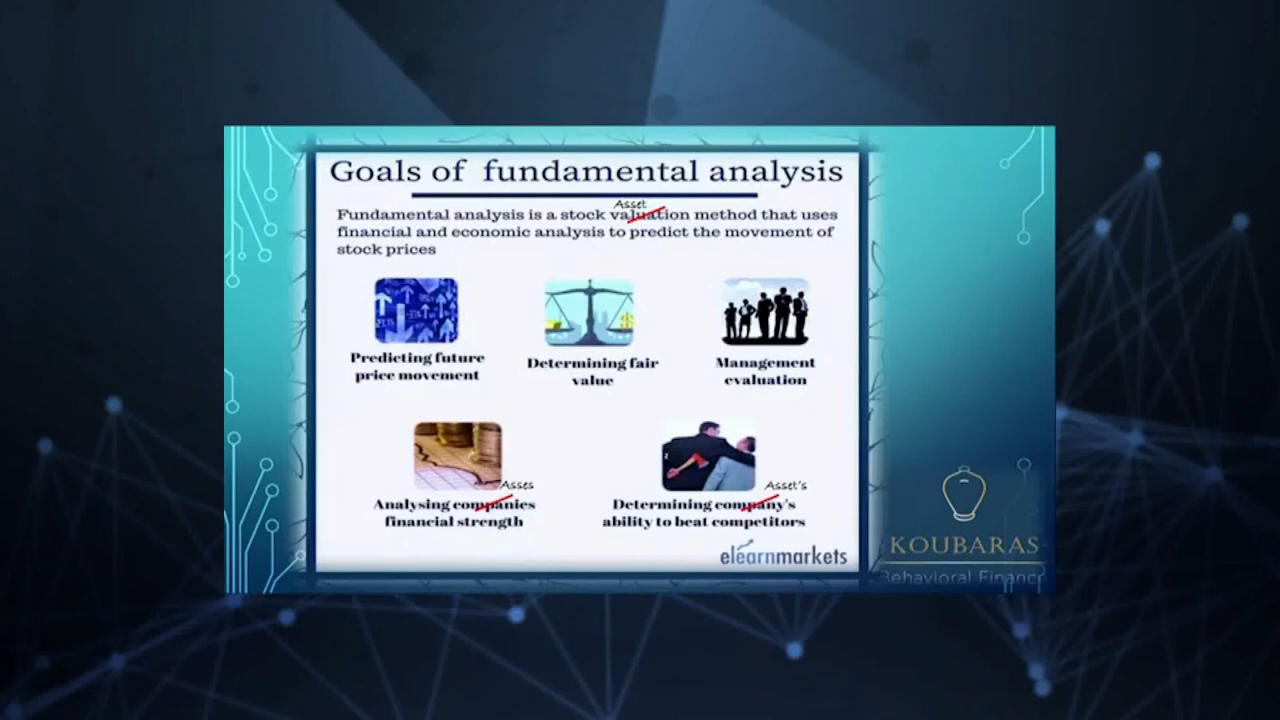 Goals of fundamental analysis
Asset
Fundamental analysis is a stock valuation method that uses
financial and economic analysis to predict the movement of
stock prices
Predicting future
price movement
Determining fair
value
Management
evaluation
Asses
Analysing companies
financial strength
Asset's
Determining company's
ability to beat competitors
elearnmarkets
KOUBARAS
Behavioral Finance